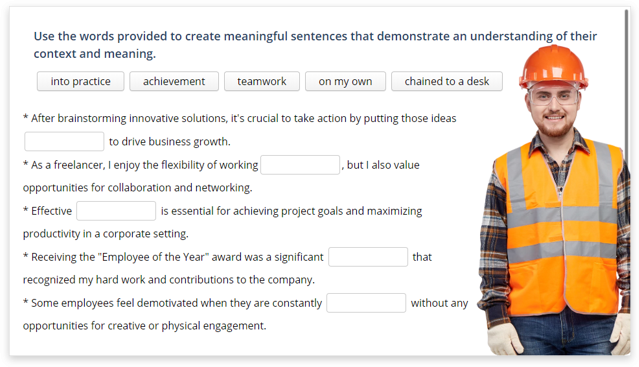 Use the words provided to create meaningful sentences that demonstrate an understanding of their
context and meaning.
into practice achievement teamwork on my own chained to a desk
* After brainstorming innovative solutions, it's crucial to take action by putting those ideas
to drive business growth.
* As a freelancer, I enjoy the flexibility of working , but I also value
opportunities for collaboration and networking.
* Effective is essential for achieving project goals and maximizing
productivity in a corporate setting.
* Receiving the "Employee of the Year" award was a significant that
recognized my hard work and contributions to the company.
* Some employees feel demotivated when they are constantly without any
opportunities for creative or physical engagement.